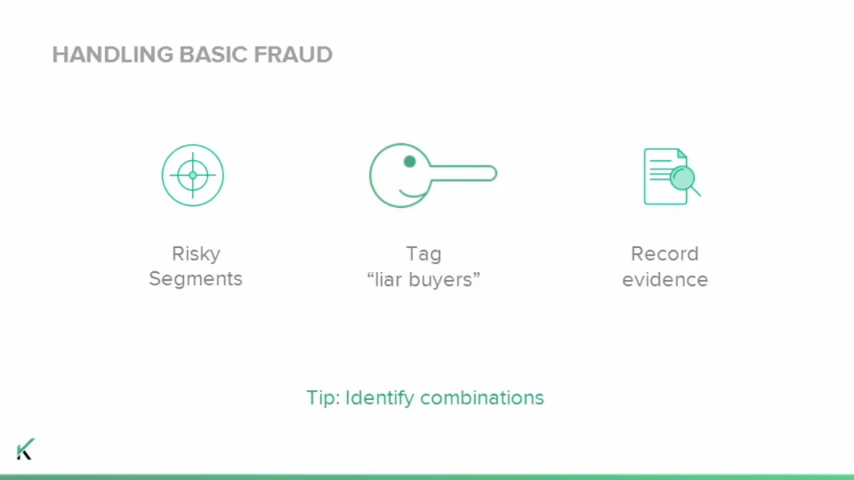 HANDLING BASIC FRAUD
Risky
Segments
Tag
“liar buyers”
Record
evidence
Tip: Identify combinations
K